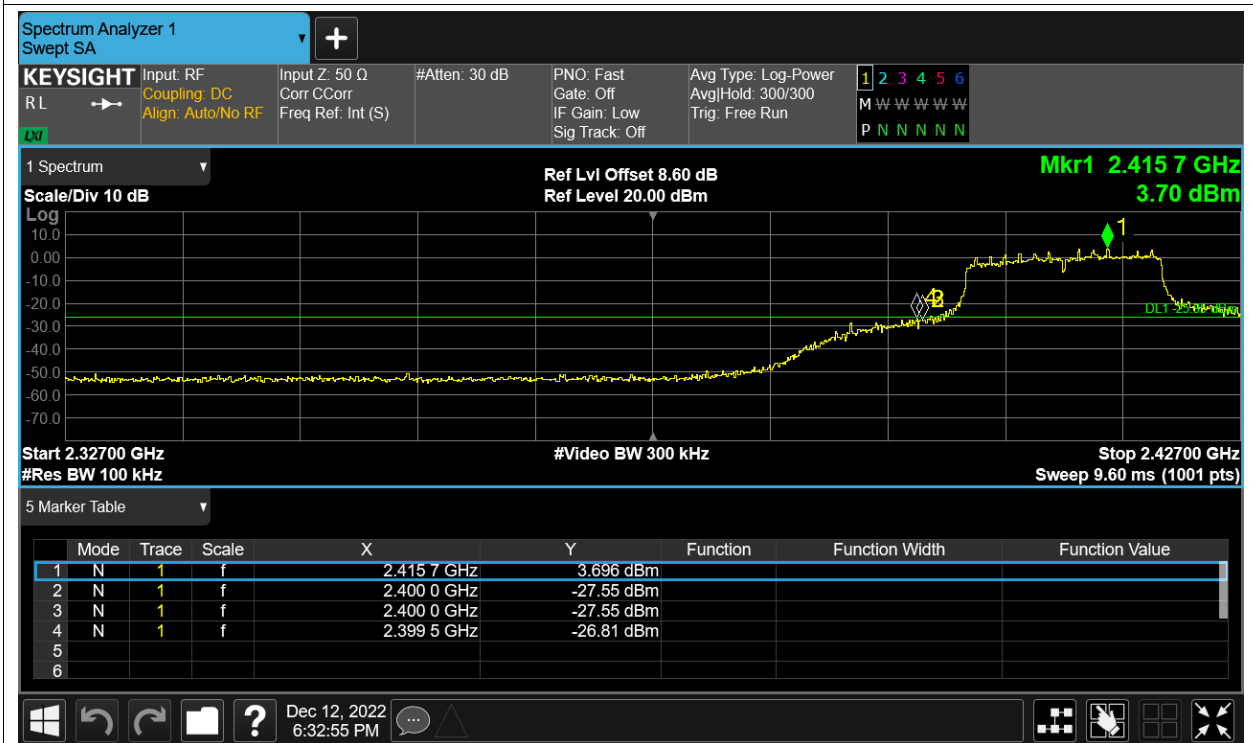 Spectrum Analyzer 1
Swept SA
KEYSIGHT
R L
LXI
Input: RF
Coupling: DC
Align: Auto/No RF
Input Z: 50 Ω
Corr CCorr
Freq Ref: Int (S)
#Atten: 30 dB
PNO: Fast
Gate: Off
IF Gain: Low
Sig Track: Off
Avg Type: Log-Power
Avg|Hold: 300/300
Trig: Free Run
1 2 3 4 5 6
M W W W W W
P N N N N N
1 Spectrum
Scale/Div 10 dB
Ref Lvl Offset 8.60 dB
Ref Level 20.00 dBm
Mkr1 2.415 7 GHz
3.70 dBm
Log
10.0
0.00
-10.0
-20.0
-30.0
-40.0
-50.0
-60.0
-70.0
1
Start 2.32700 GHz
#Res BW 100 kHz
#Video BW 300 kHz
Stop 2.42700 GHz
Sweep 9.60 ms (1001 pts)
5 Marker Table
Mode Trace Scale X Y Function Function Width Function Value
1 N 1 f 2.415 7 GHz 3.696 dBm
2 N 1 f 2.400 0 GHz -27.55 dBm
3 N 1 f 2.400 0 GHz -27.55 dBm
4 N 1 f 2.399 5 GHz -26.81 dBm
5
6
?
Dec 12, 2022
6:32:55 PM